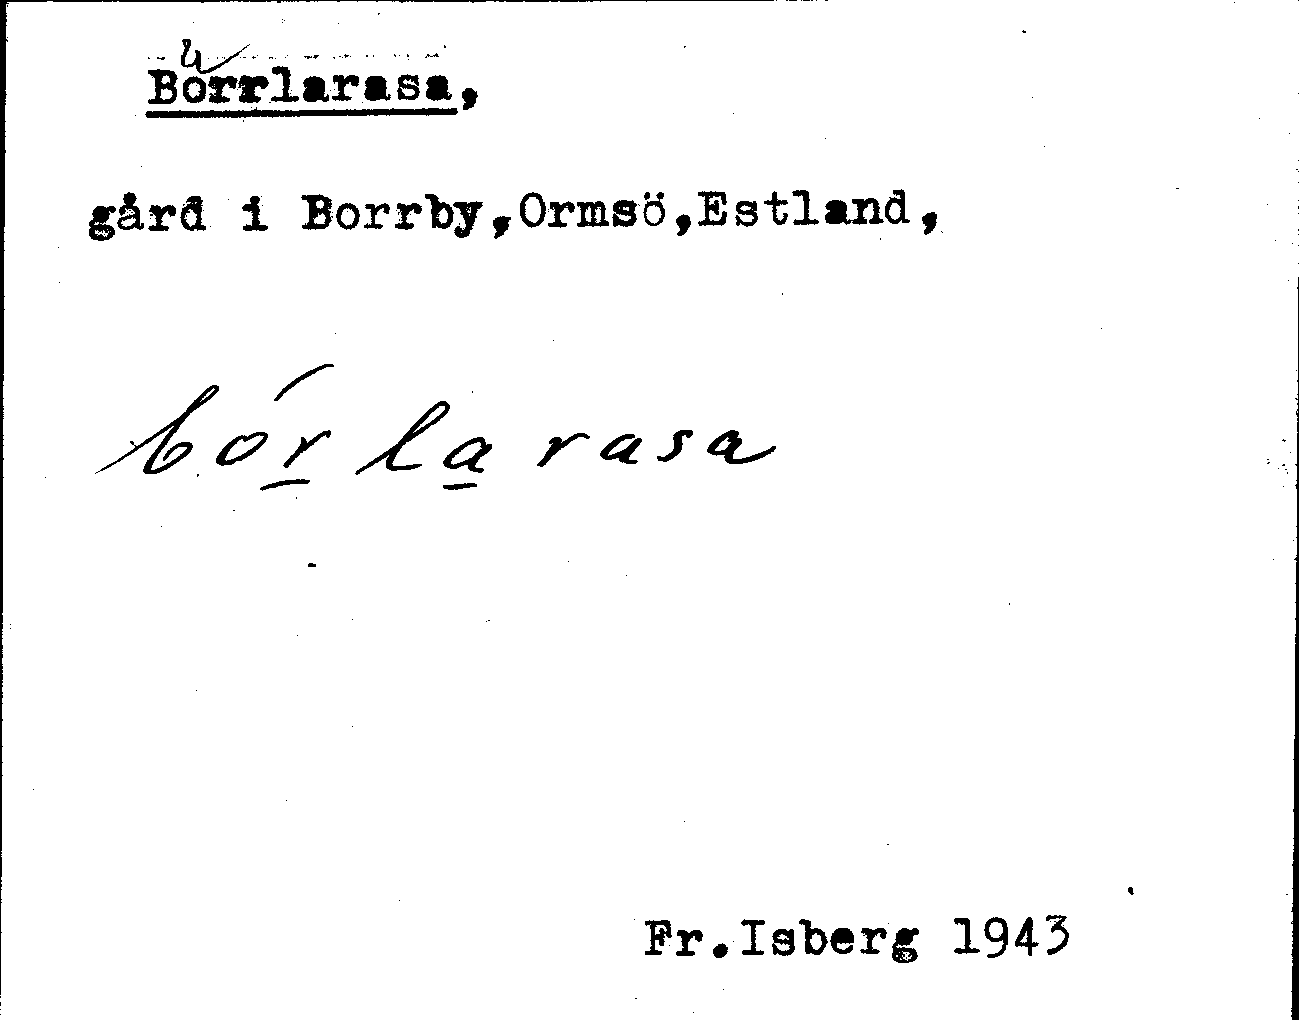 Borrlarasa,
gård i Borrby,Ormsö,Estland,
bór̲la̲rasa
Fr.Isberg 1943